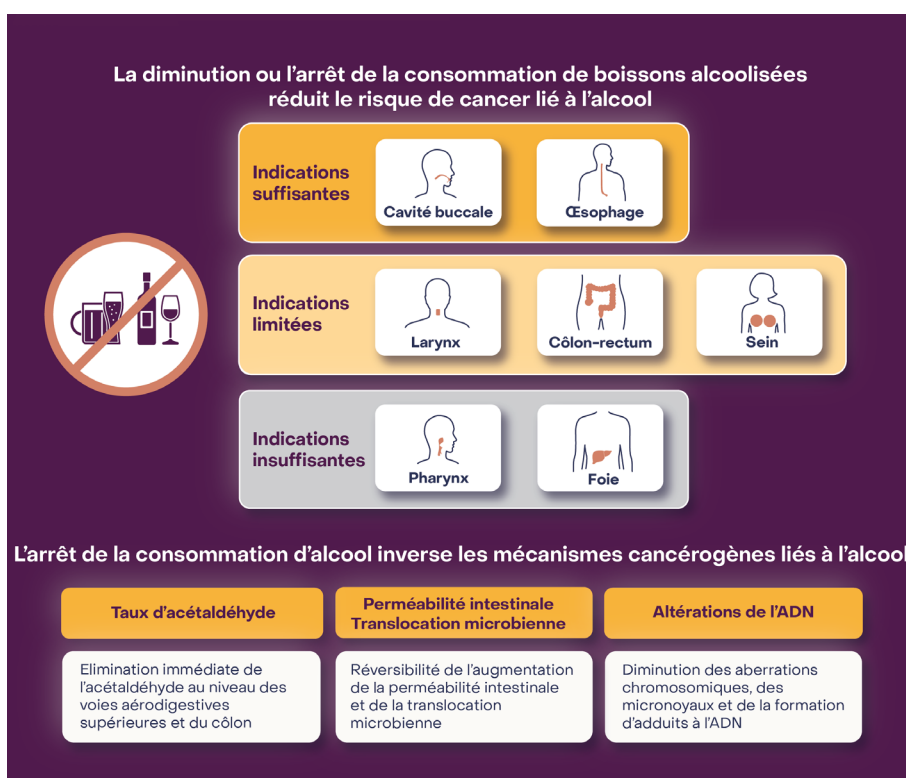 La diminution ou l'arrêt de la consommation de boissons alcoolisées
réduit le risque de cancer lié à l'alcool
Indications
suffisantes
Cavité buccale
Œsophage
Indications
limitées
Larynx
Côlon-rectum
Sein
Indications
insuffisantes
Pharynx
Foie
L'arrêt de la consommation d'alcool inverse les mécanismes cancérogènes liés à l'alcool
Taux d'acétaldéhyde
Elimination immédiate de
l'acétaldéhyde au niveau des
voies aérodigestives
supérieures et du côlon
Perméabilité intestinale
Translocation microbienne
Réversibilité de l'augmentation
de la perméabilité intestinale
et de la translocation
microbienne
Altérations de l'ADN
Diminution des aberrations
chromosomiques, des
micronoyaux et de la formation
d'adduits à l'ADN